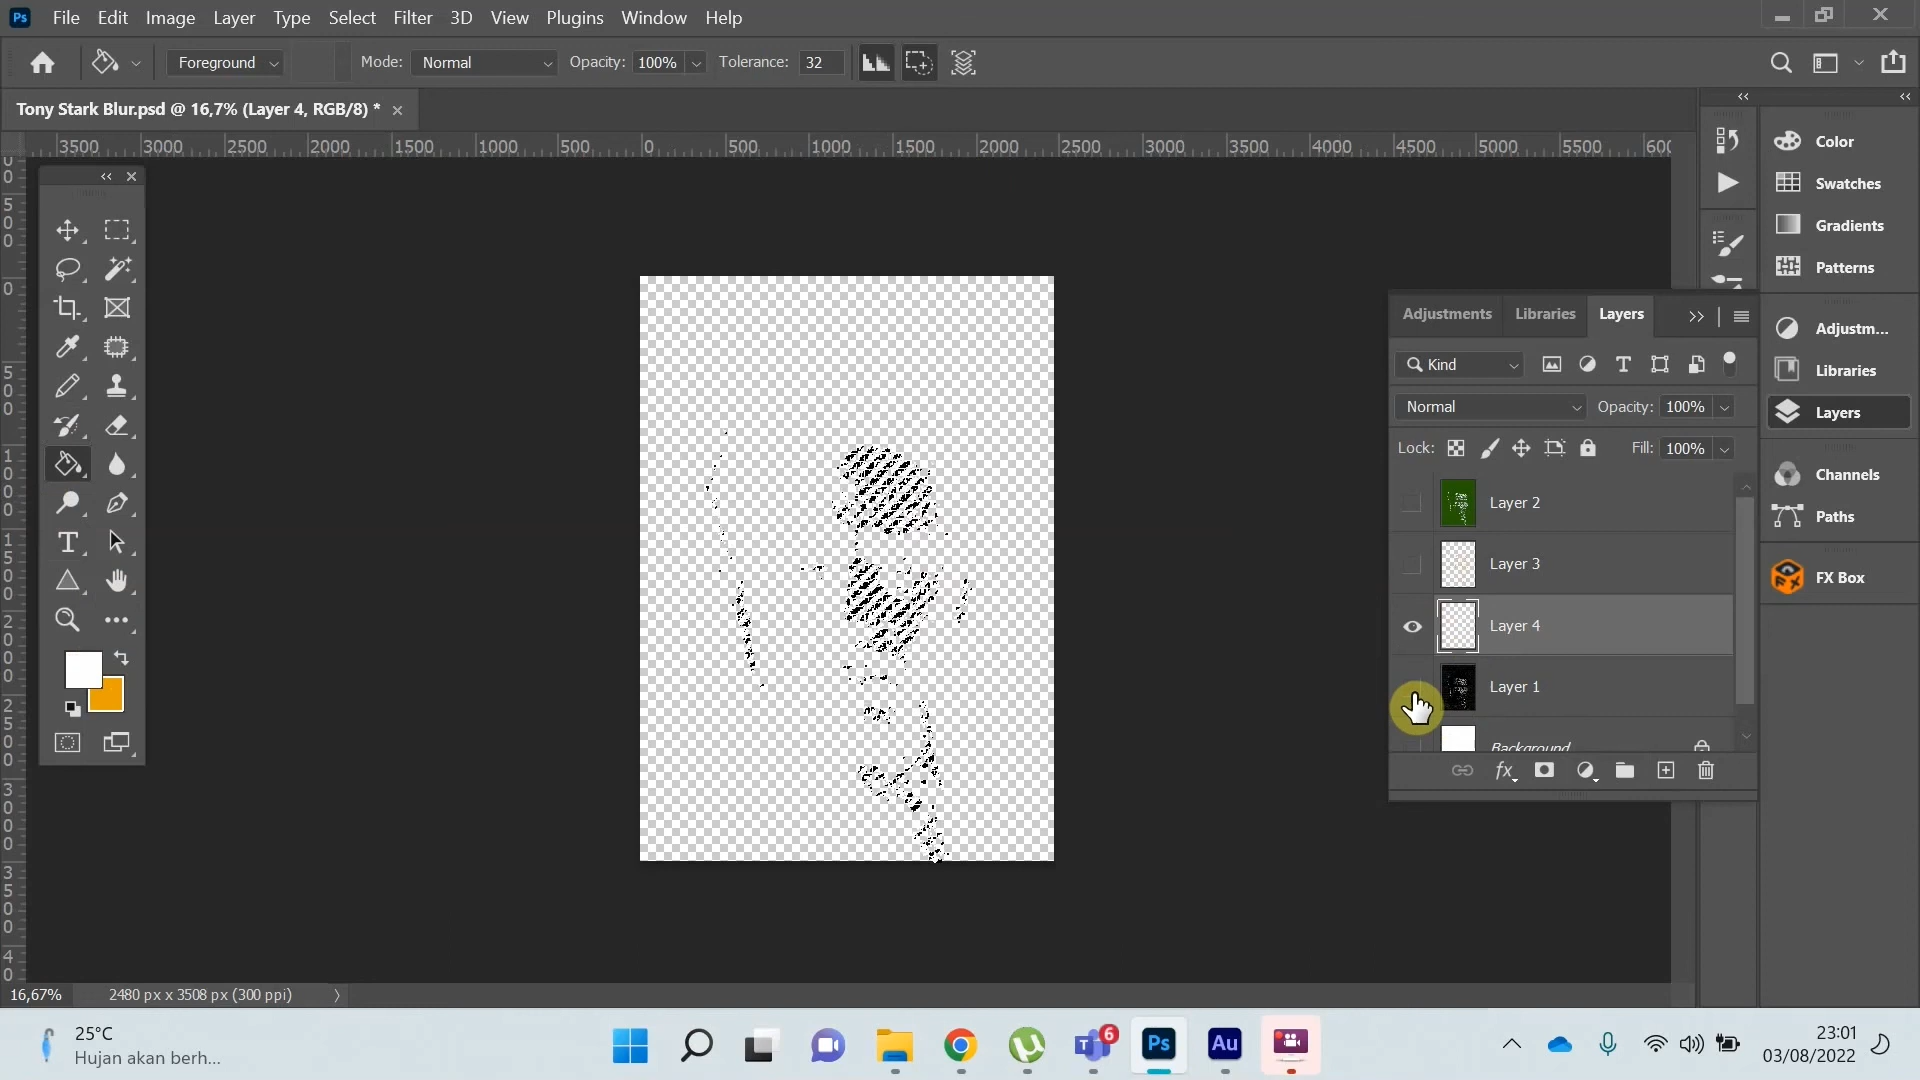 Ps File Edit Image Layer Type Select Filter 3D View Plugins Window Help
Foreground Mode: Normal Opacity: 100% Tolerance: 32
Tony Stark Blur.psd @ 16,7% (Layer 4, RGB/8) *
3500 3000 2500 2000 1500 1000 500 0 500 1000 1500 2000 2500 3000 3500 4000 4500 5000 5500
Color
Swatches
Gradients
Patterns
Adjustments Libraries Layers
Adjustm...
Kind
Libraries
Normal Opacity: 100%
Layers
Lock: Fill: 100%
Channels
Layer 2
Paths
Layer 3
FX Box
Layer 4
Layer 1
Background
fx
16,67% 2480 px x 3508 px (300 ppi)
25°C
Hujan akan berh...
6
Ps
Au
23:01
03/08/2022